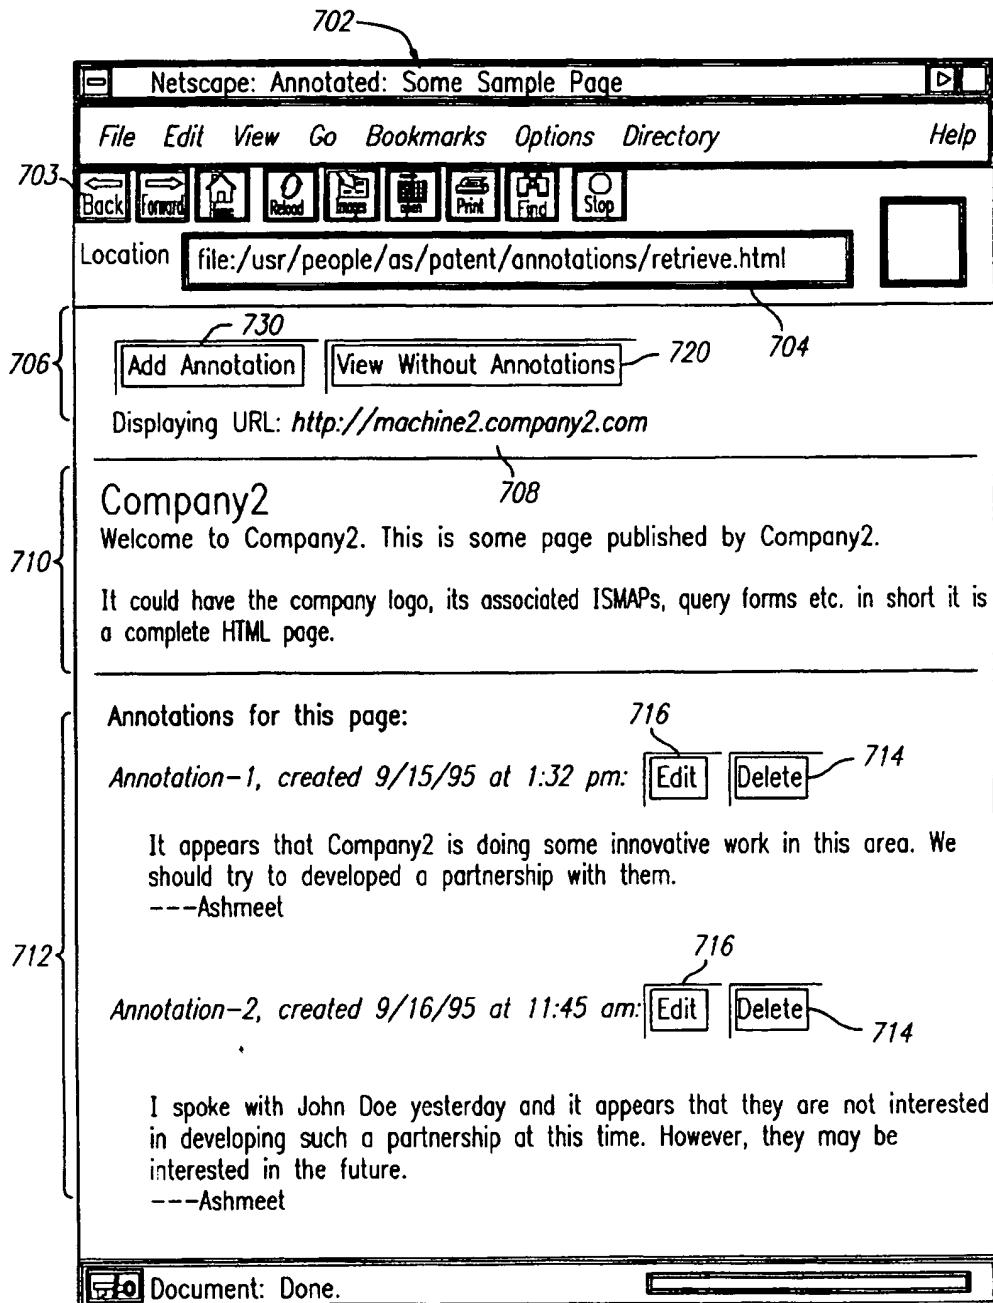 702
Netscape: Annotated: Some Sample Page
File Edit View Go Bookmarks Options Directory Help
703
Back Forward Home Reload Images open Print Find Stop
Location file:/usr/people/as/patent/annotations/retrieve.html
704
706
730
Add Annotation View Without Annotations 720
Displaying URL: http://machine2.company2.com
708
710
Company2
Welcome to Company2. This is some page published by Company2.
It could have the company logo, its associated ISMAPs, query forms etc. in short it is
a complete HTML page.
712
Annotations for this page:
716
Annotation-1, created 9/15/95 at 1:32 pm: Edit Delete 714
It appears that Company2 is doing some innovative work in this area. We
should try to developed a partnership with them.
---Ashmeet
716
Annotation-2, created 9/16/95 at 11:45 am: Edit Delete 714
I spoke with John Doe yesterday and it appears that they are not interested
in developing such a partnership at this time. However, they may be
interested in the future.
---Ashmeet
Document: Done.